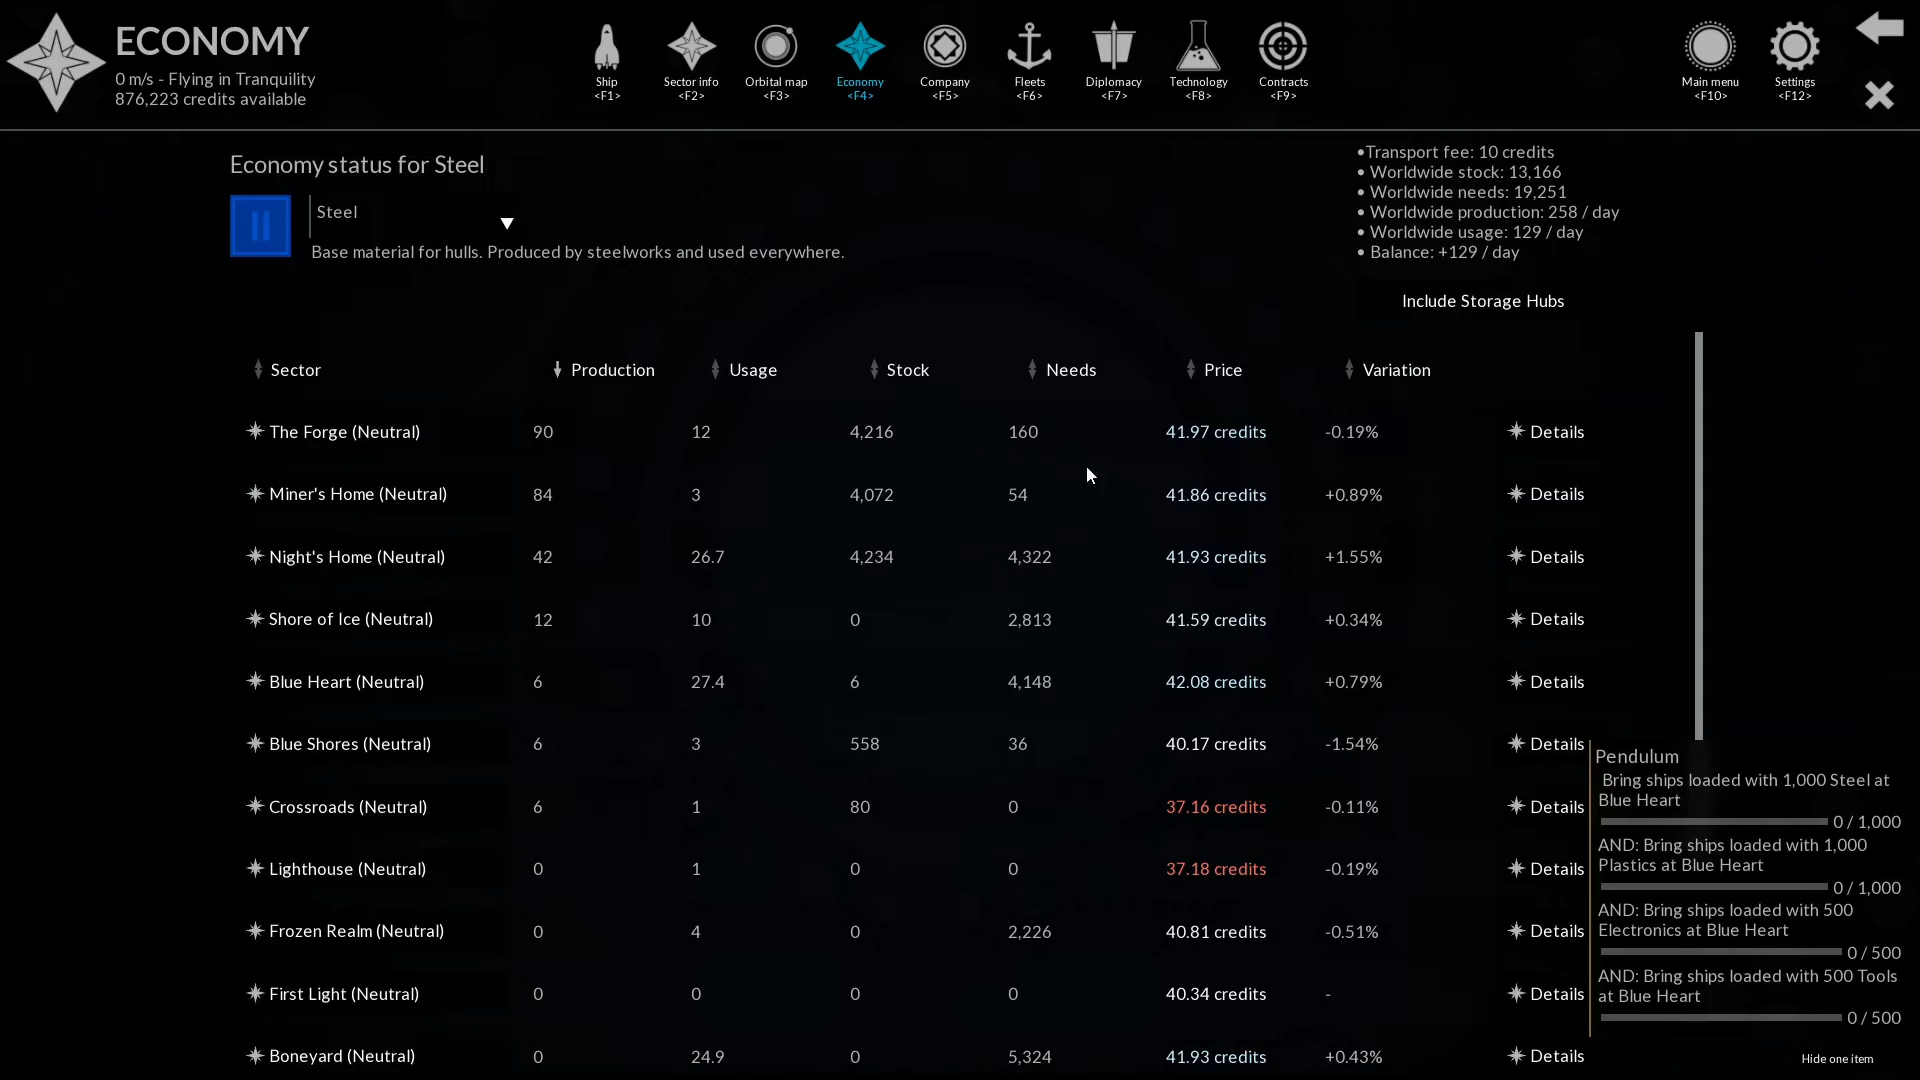 ECONOMY
0 m/s - Flying in Tranquility
876,223 credits available
Ship
<F1>
Sector info
<F2>
Orbital map
<F3>
Economy
<F4>
Company
<F5>
Fleets
<F6>
Diplomacy
<F7>
Technology
<F8>
Contracts
<F9>
Main menu
<F10>
Settings
<F12>
Economy status for Steel
Steel
Base material for hulls. Produced by steelworks and used everywhere.
•Transport fee: 10 credits
• Worldwide stock: 13,166
• Worldwide needs: 19,251
• Worldwide production: 258 / day
• Worldwide usage: 129 / day
• Balance: +129 / day
Include Storage Hubs
Sector Production Usage Stock Needs Price Variation
The Forge (Neutral) 90 12 4,216 160 41.97 credits -0.19% Details
Miner's Home (Neutral) 84 3 4,072 54 41.86 credits +0.89% Details
Night's Home (Neutral) 42 26.7 4,234 4,322 41.93 credits +1.55% Details
Shore of Ice (Neutral) 12 10 0 2,813 41.59 credits +0.34% Details
Blue Heart (Neutral) 6 27.4 6 4,148 42.08 credits +0.79% Details
Blue Shores (Neutral) 6 3 558 36 40.17 credits -1.54% Details
Crossroads (Neutral) 6 1 80 0 37.16 credits -0.11% Details
Lighthouse (Neutral) 0 1 0 0 37.18 credits -0.19% Details
Frozen Realm (Neutral) 0 4 0 2,226 40.81 credits -0.51% Details
First Light (Neutral) 0 0 0 0 40.34 credits - Details
Boneyard (Neutral) 0 24.9 0 5,324 41.93 credits +0.43% Details
Pendulum
Bring ships loaded with 1,000 Steel at
Blue Heart
0 / 1,000
AND: Bring ships loaded with 1,000
Plastics at Blue Heart
0 / 1,000
AND: Bring ships loaded with 500
Electronics at Blue Heart
0 / 500
AND: Bring ships loaded with 500 Tools
at Blue Heart
0 / 500
Hide one item